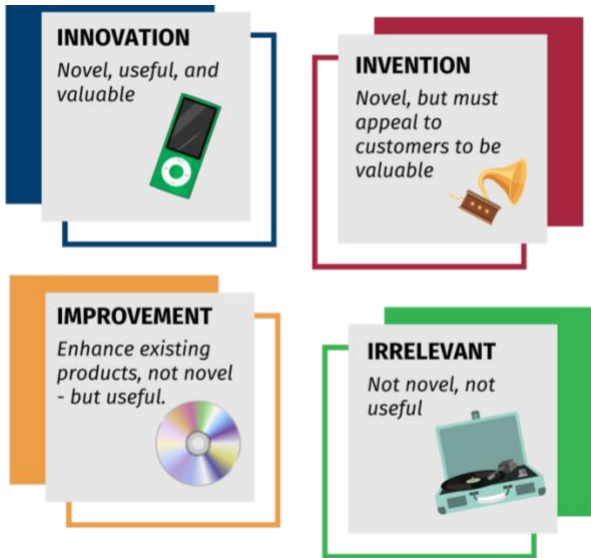 INNOVATION
Novel, useful, and
valuable
INVENTION
Novel, but must
appeal to
customers to be
valuable
IMPROVEMENT
Enhance existing
products, not novel
- but useful.
IRRELEVANT
Not novel, not
useful